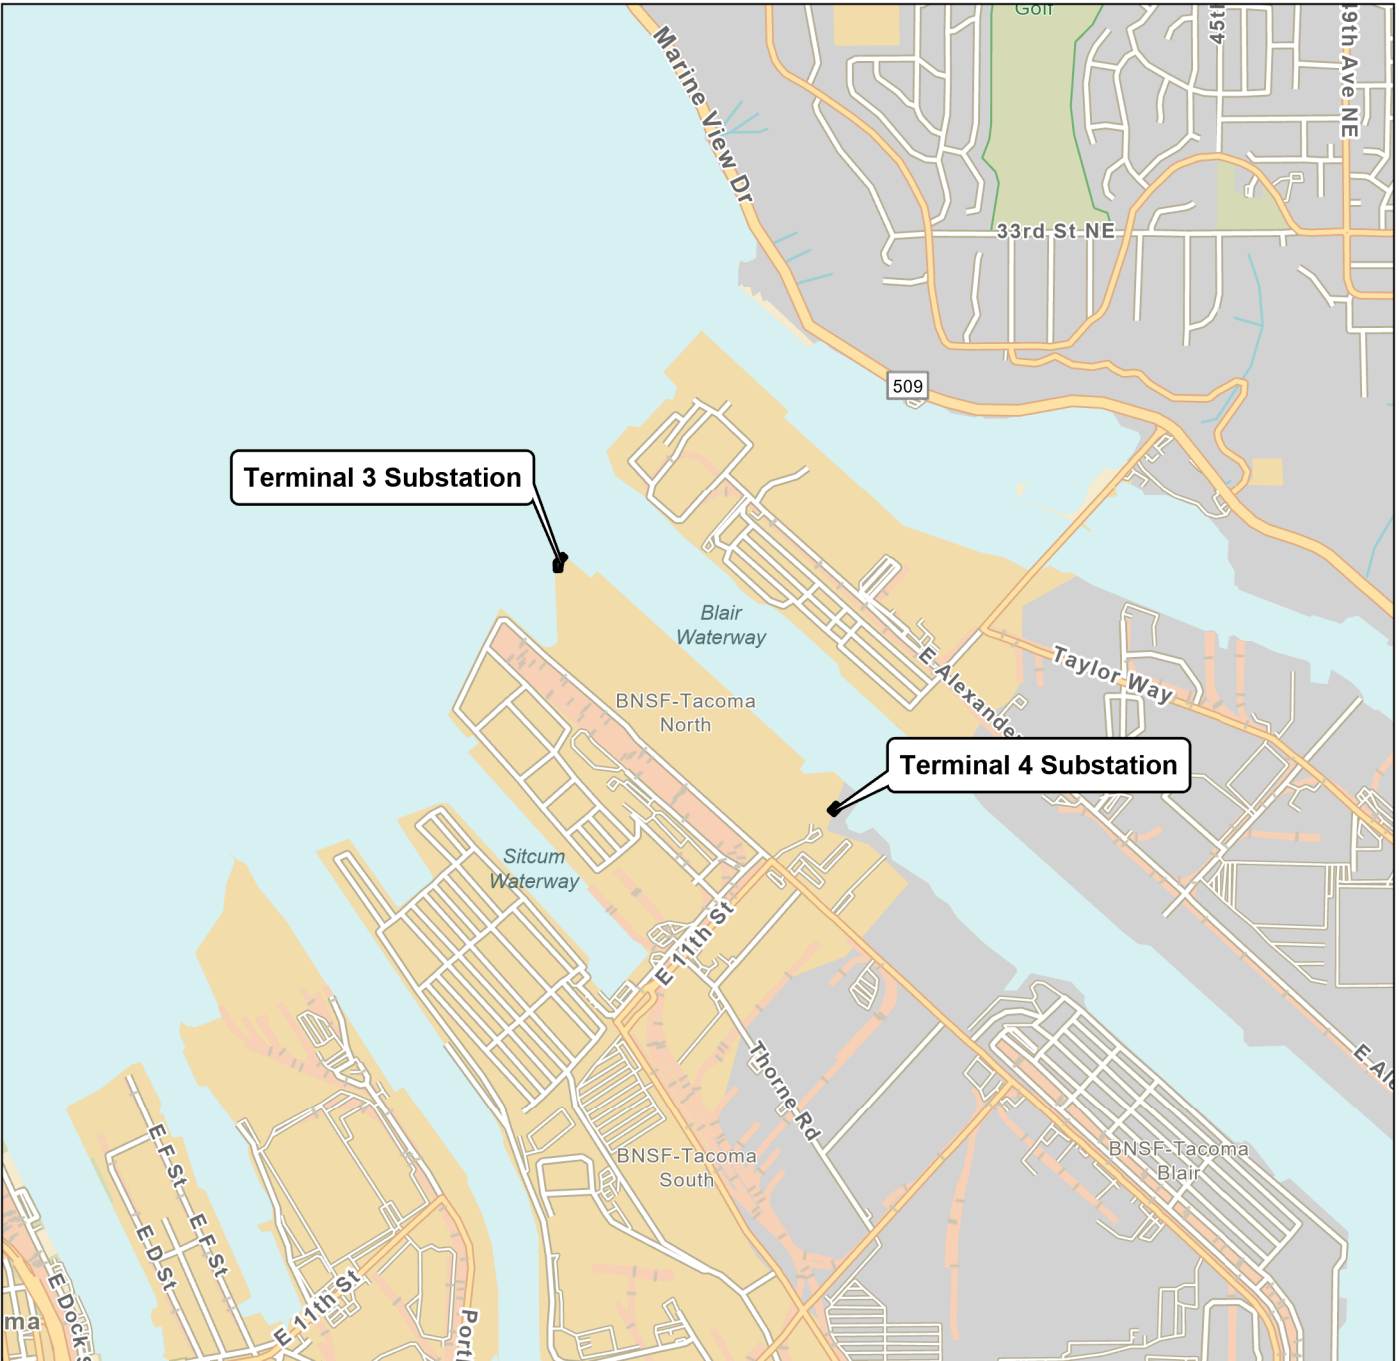 Golf
45th
49th Ave NE
Marine View Dr
33rd St NE
509
Terminal 3 Substation
Blair
Waterway
E Alexander
Taylor Way
BNSF-Tacoma
North
Terminal 4 Substation
Sitcum
Waterway
E 11th St
Thorne Rd
E Al
BNSF-Tacoma
South
BNSF-Tacoma
Blair
E F St
E F St
E D St
E 11th St
E Dock S
ma
Port